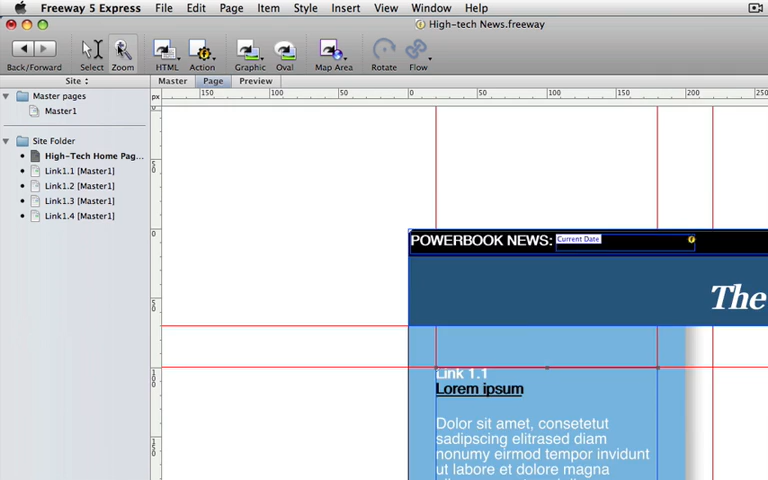 Freeway 5 Express File Edit Page Item Style Insert View Window Help
High-tech News.freeway
Back/Forward Select Zoom HTML Action Graphic Oval Map Area Rotate Flow
Site Master Page Preview
px 150 100 50 0 50 100 150 200 250
Master pages
Master1
Site Folder
High-Tech Home Pag...
Link1.1 [Master1]
Link1.2 [Master1]
Link1.3 [Master1]
Link1.4 [Master1]
POWERBOOK NEWS: Current Date
The
Link 1.1
Lorem ipsum
Dolor sit amet, consetetut
sadipscing elitrased diam
nonumy eirmod tempor invidunt
ut labore et dolore magna